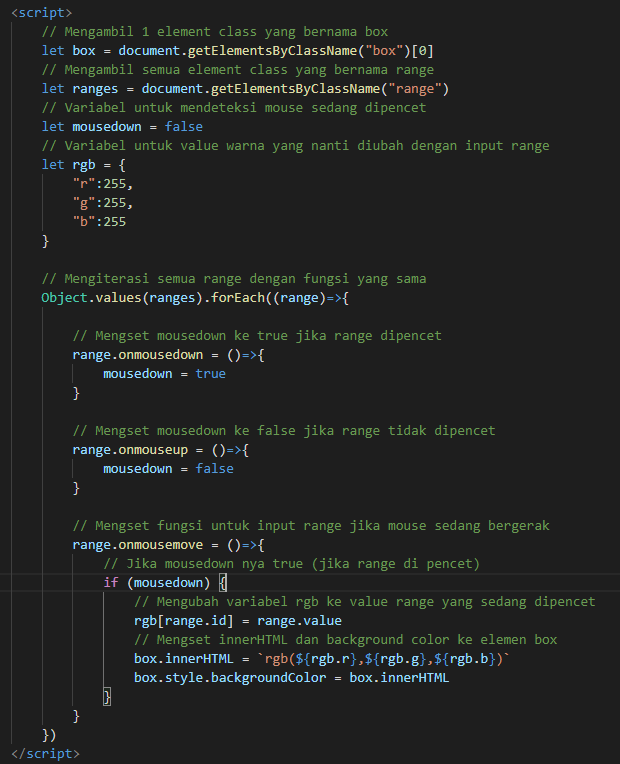 <script>
// Mengambil 1 element class yang bernama box
let box = document.getElementsByClassName("box")[0]
// Mengambil semua element class yang bernama range
let ranges = document.getElementsByClassName("range")
// Variabel untuk mendeteksi mouse sedang dipencet
let mousedown = false
// Variabel untuk value warna yang nanti diubah dengan input range
let rgb = {
"r":255,
"g":255,
"b":255
}
// Mengiterasi semua range dengan fungsi yang sama
Object.values(ranges).forEach((range)=>{
// Mengset mousedown ke true jika range dipencet
range.onmousedown = ()=>{
mousedown = true
}
// Mengset mousedown ke false jika range tidak dipencet
range.onmouseup = ()=>{
mousedown = false
}
// Mengset fungsi untuk input range jika mouse sedang bergerak
range.onmousemove = ()=>{
// Jika mousedown nya true (jika range di pencet)
if (mousedown) {
// Mengubah variabel rgb ke value range yang sedang dipencet
rgb[range.id] = range.value
// Mengset innerHTML dan background color ke elemen box
box.innerHTML = `rgb(${rgb.r},${rgb.g},${rgb.b})`
box.style.backgroundColor = box.innerHTML
}
}
})
</script>